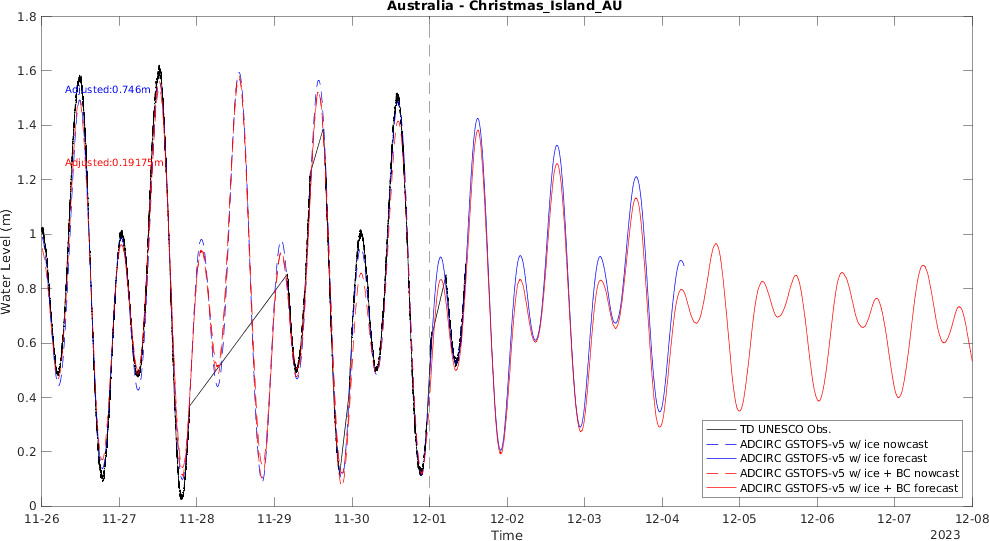 Australia - Christmas_Island_AU
1.8
1.6
1.4
1.2
1
0.8
0.6
0.4
0.2
0
Water Level (m)
Adjusted:0.746m
Adjusted:0.19175m
TD UNESCO Obs.
ADCIRC GSTOFS-v5 w/ ice nowcast
ADCIRC GSTOFS-v5 w/ ice forecast
ADCIRC GSTOFS-v5 w/ ice + BC nowcast
ADCIRC GSTOFS-v5 w/ ice + BC forecast
11-26 11-27 11-28 11-29 11-30 12-01 12-02 12-03 12-04 12-05 12-06 12-07 12-08
Time
2023